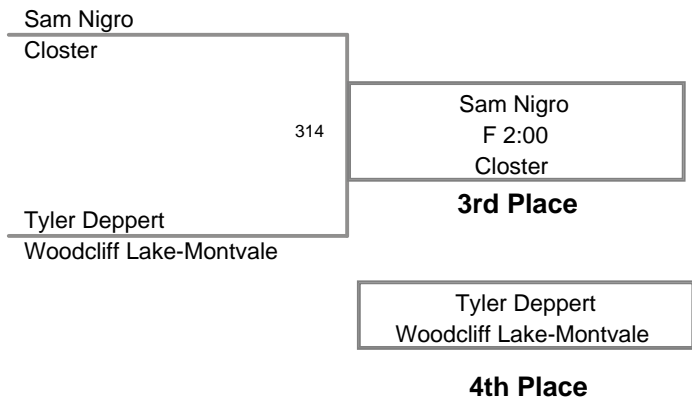 Sam Nigro
Closter
314
Sam Nigro
F 2:00
Closter
3rd Place
Tyler Deppert
Woodcliff Lake-Montvale
Tyler Deppert
Woodcliff Lake-Montvale
4th Place